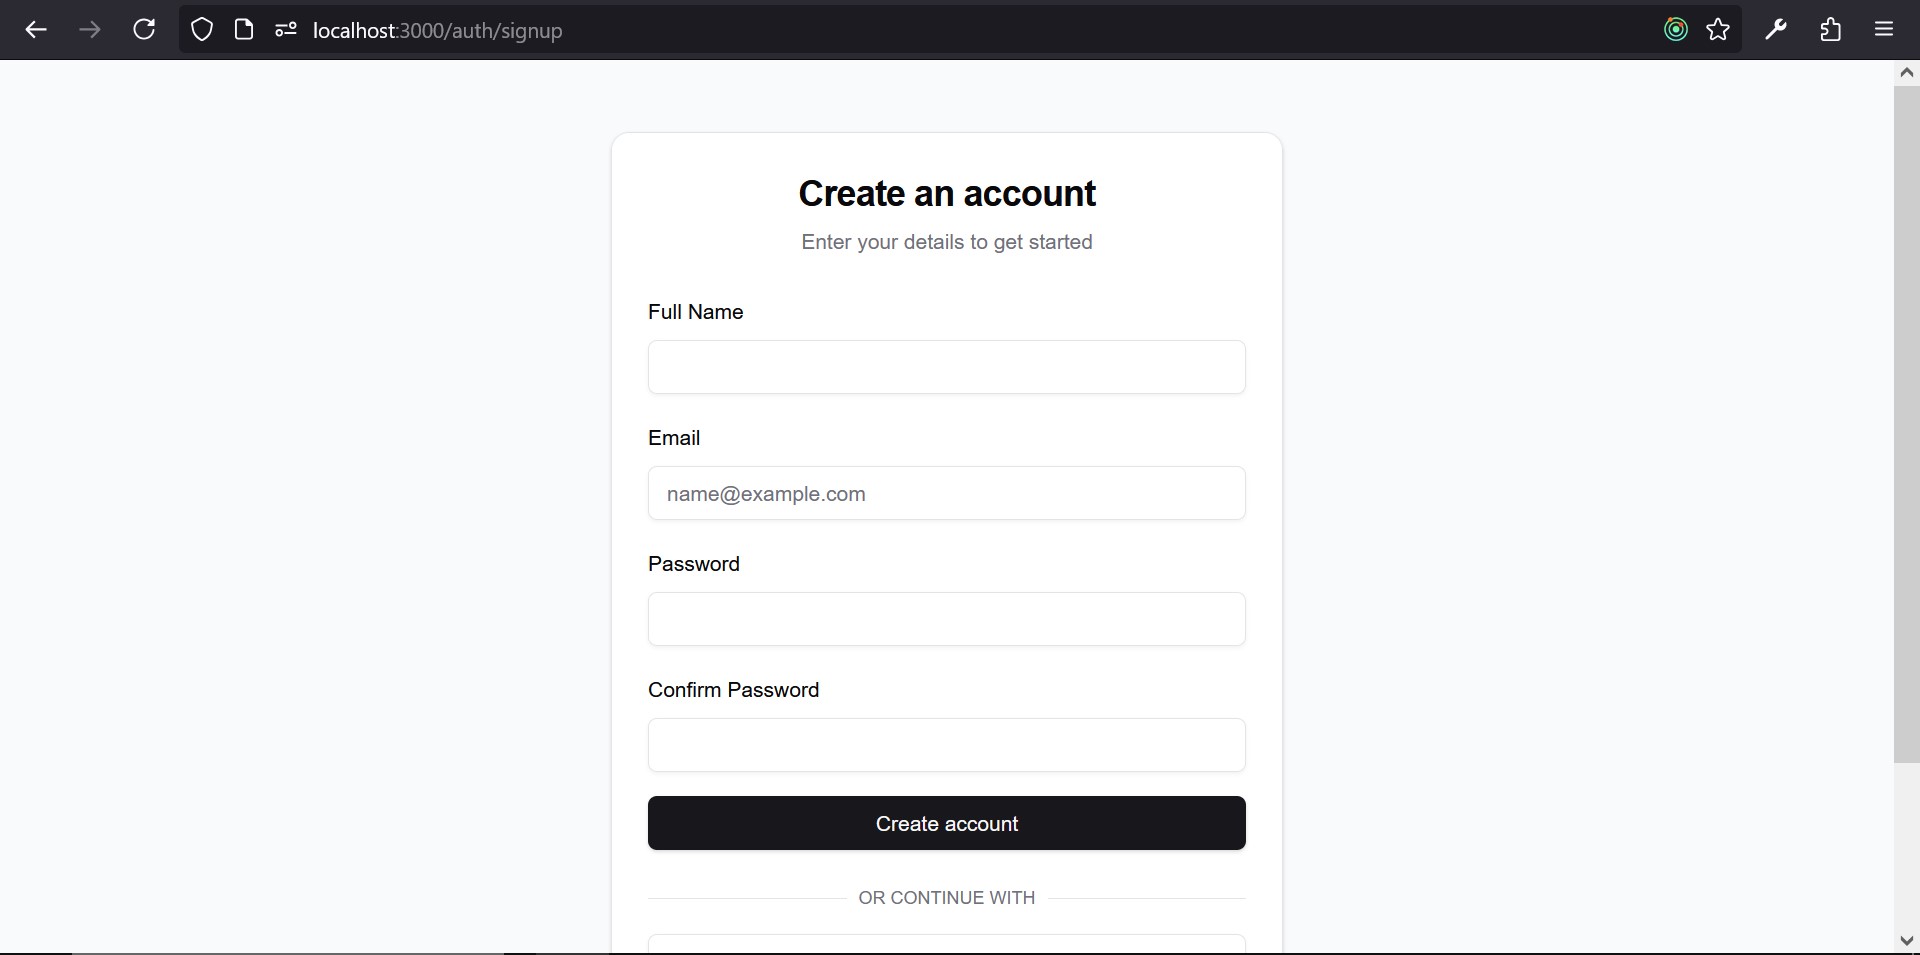 localhost:3000/auth/signup
Create an account
Enter your details to get started
Full Name
Email
name@example.com
Password
Confirm Password
Create account
OR CONTINUE WITH